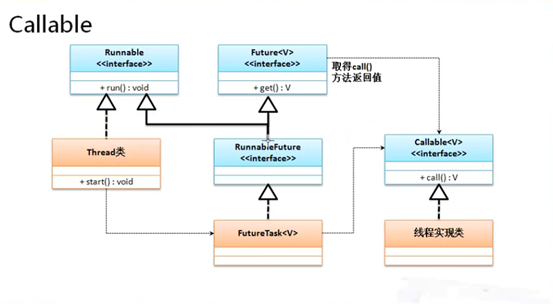 Callable
Runnable
<<interface>>
+ run() : void
Future<V>
<<interface>>
+ get() : V
取得call()
方法返回值
Thread类
+ start() : void
RunnableFuture
<<interface>>
Callable<V>
<<interface>>
+ call() : V
FutureTask<V>
线程实现类